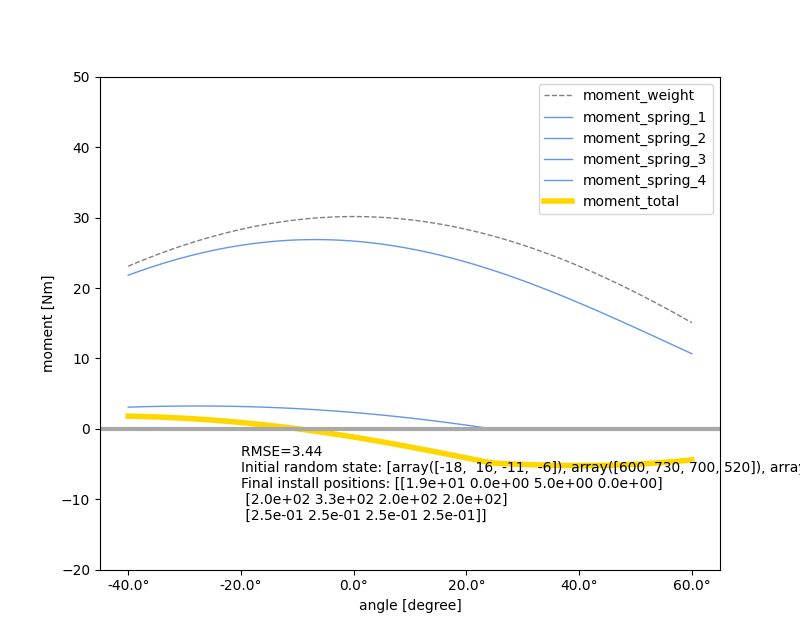 50
40
30
20
10
0
−10
−20
moment [Nm]
moment_weight
moment_spring_1
moment_spring_2
moment_spring_3
moment_spring_4
moment_total
RMSE=3.44
Initial random state: [array([-18, 16, -11, -6]), array([600, 730, 700, 520]), array
Final install positions: [[1.9e+01 0.0e+00 5.0e+00 0.0e+00]
[2.0e+02 3.3e+02 2.0e+02 2.0e+02]
[2.5e-01 2.5e-01 2.5e-01 2.5e-01]]
-40.0° -20.0° 0.0° 20.0° 40.0° 60.0°
angle [degree]